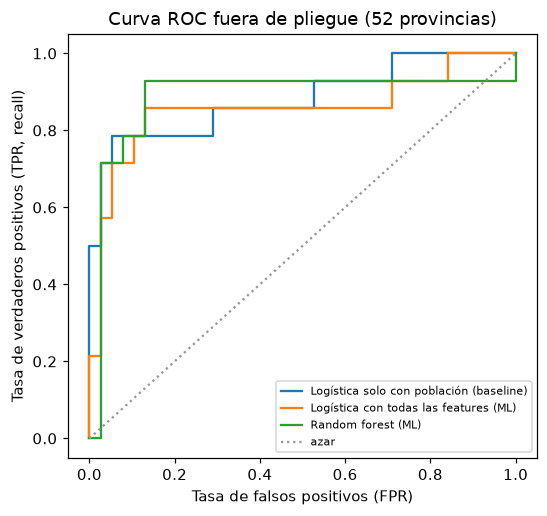 Curva ROC fuera de pliegue (52 provincias)
Tasa de verdaderos positivos (TPR, recall)
1.0
0.8
0.6
0.4
0.2
0.0
Logística solo con población (baseline)
Logística con todas las features (ML)
Random forest (ML)
azar
0.0 0.2 0.4 0.6 0.8 1.0
Tasa de falsos positivos (FPR)